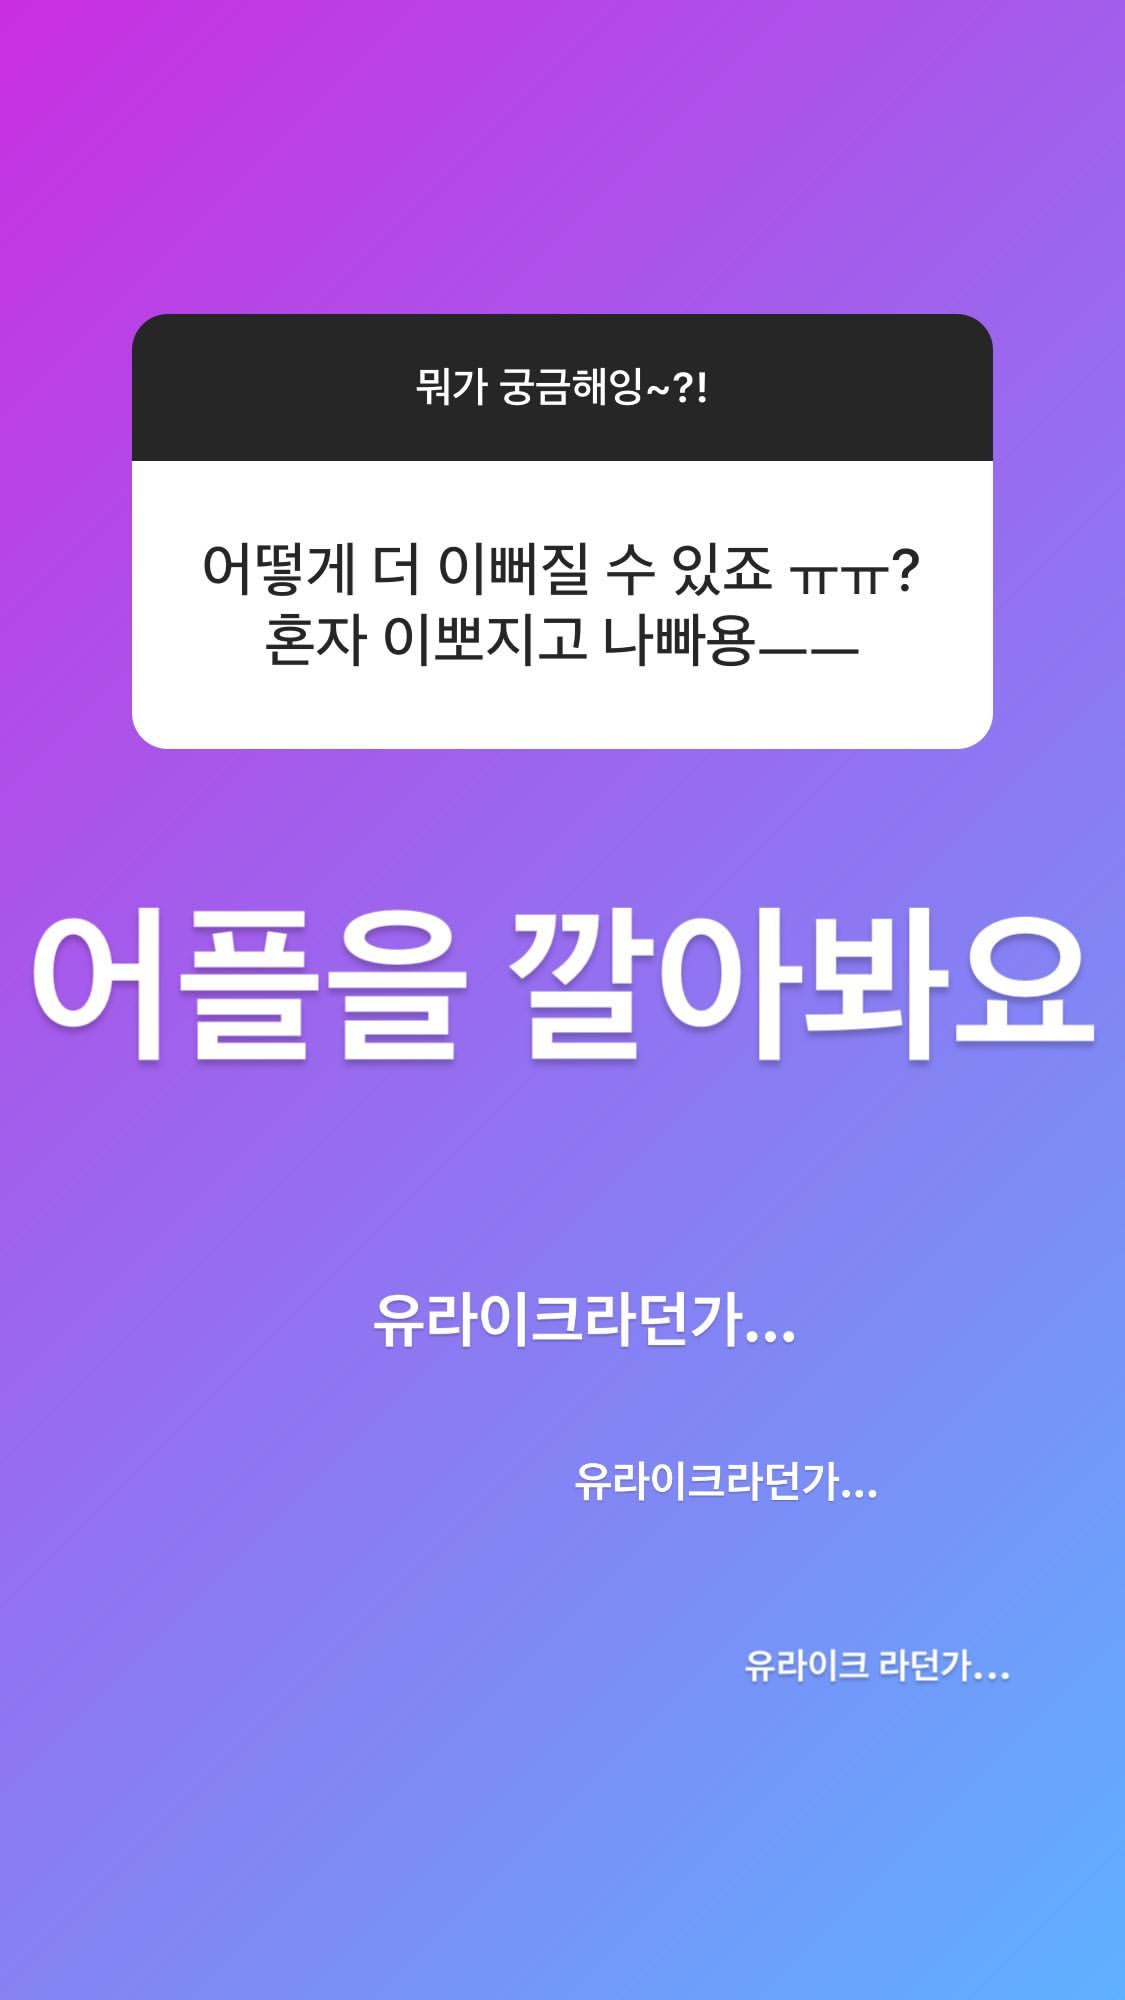 뭐가 궁금해잉~?!
어떻게 더 이뻐질 수 있죠 ㅠㅠ?
혼자 이뽀지고 나빠용ㅡㅡ
어플을 깔아봐요
유라이크라던가...
유라이크라던가...
유라이크 라던가...